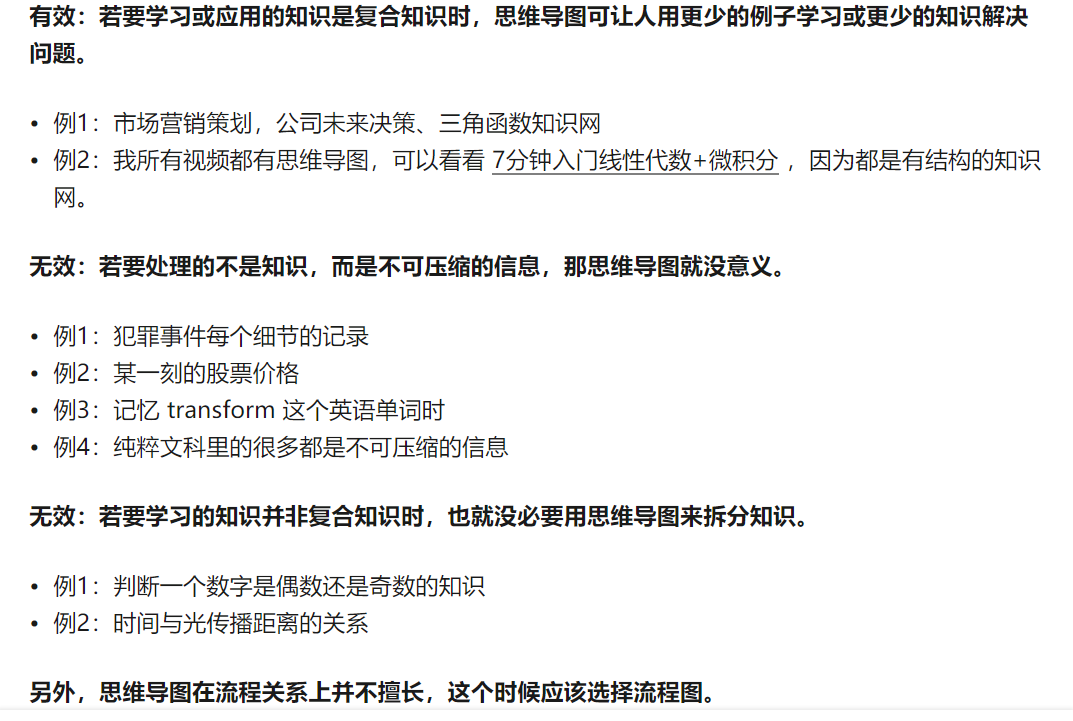 有效：若要学习或应用的知识是复合知识时，思维导图可让人用更少的例子学习或更少的知识解决
问题。
• 例1：市场营销策划，公司未来决策、三角函数知识网
• 例2：我所有视频都有思维导图，可以看看 7分钟入门线性代数+微积分 ，因为都是有结构的知识
网。
无效：若要处理的不是知识，而是不可压缩的信息，那思维导图就没意义。
• 例1：犯罪事件每个细节的记录
• 例2：某一刻的股票价格
• 例3：记忆 transform 这个英语单词时
• 例4：纯粹文科里的很多都是不可压缩的信息
无效：若要学习的知识并非复合知识时，也就没必要用思维导图来拆分知识。
• 例1：判断一个数字是偶数还是奇数的知识
• 例2：时间与光传播距离的关系
另外，思维导图在流程关系上并不擅长，这个时候应该选择流程图。